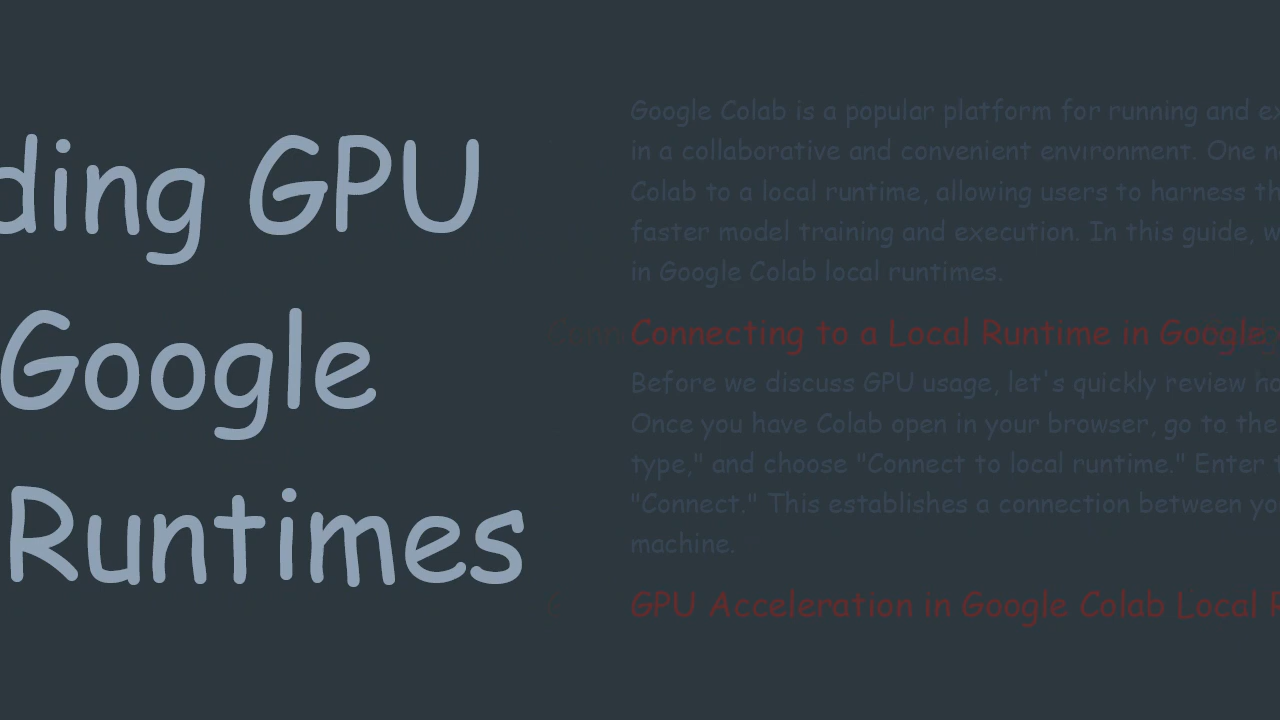 ding GPU
Google
Runtimes
Google Colab is a popular platform for running and ex
in a collaborative and convenient environment. One n
Colab to a local runtime, allowing users to harness th
faster model training and execution. In this guide, w
in Google Colab local runtimes.
Connecting to a Local Runtime in Google
Before we discuss GPU usage, let's quickly review ho
Once you have Colab open in your browser, go to the
type," and choose "Connect to local runtime." Enter t
"Connect." This establishes a connection between yo
machine.
GPU Acceleration in Google Colab Local R